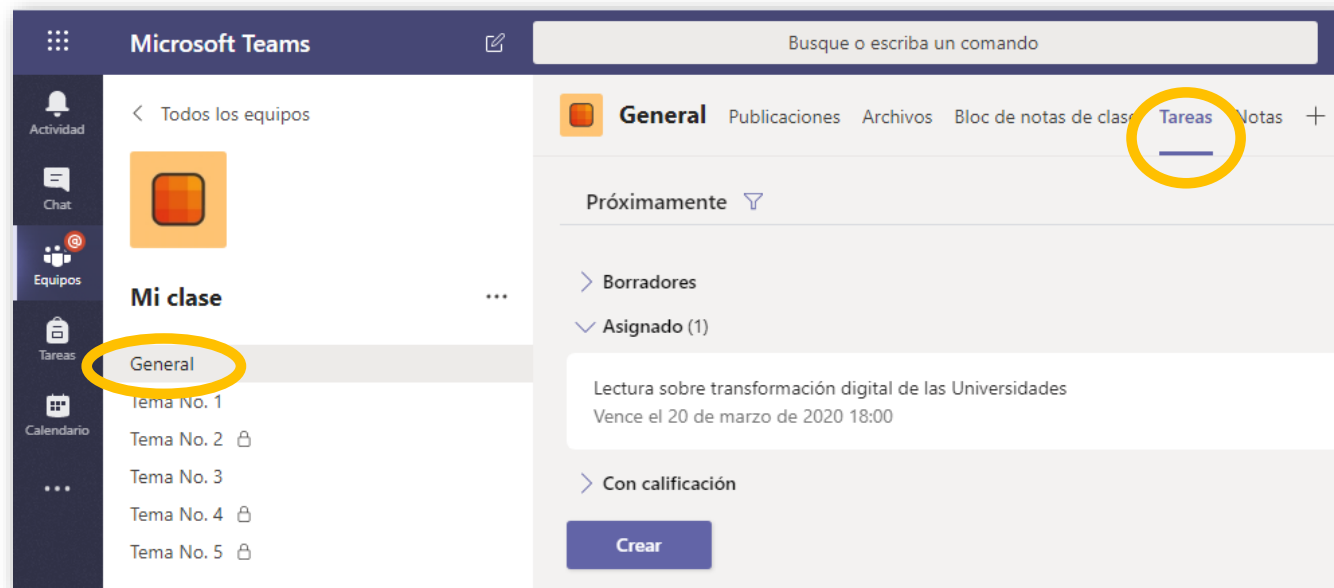 Microsoft Teams
Busque o escriba un comando
Actividad
Chat
@
Equipos
Tareas
Calendario
Todos los equipos
Mi clase
General
Tema No. 1
Tema No. 2
Tema No. 3
Tema No. 4
Tema No. 5
General Publicaciones Archivos Bloc de notas de clase Tareas Notas
Próximamente
Borradores
Asignado (1)
Lectura sobre transformación digital de las Universidades
Vence el 20 de marzo de 2020 18:00
Con calificación
Crear